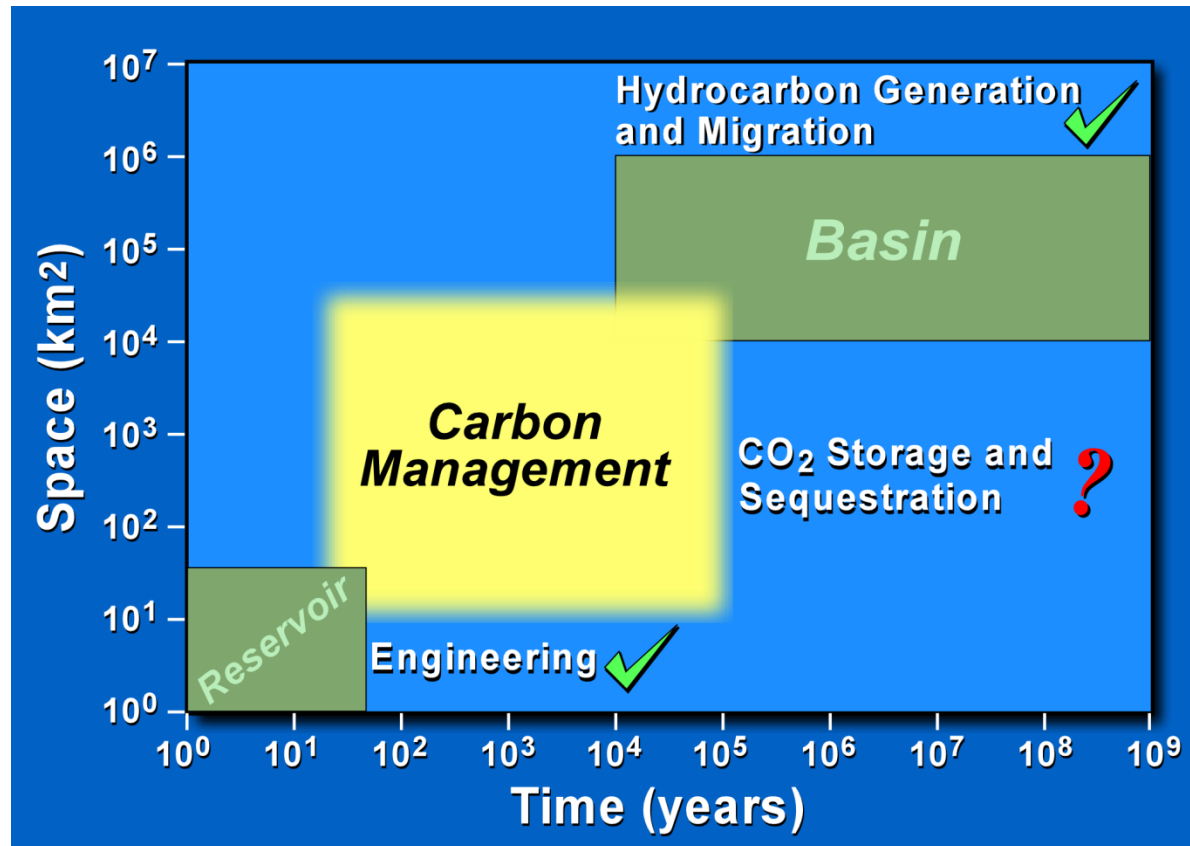 Hydrocarbon Generation
and Migration
Basin
Carbon
Management
CO₂ Storage and
Sequestration ?
Reservoir
Engineering
Space (km²)
10⁷
10⁶
10⁵
10⁴
10³
10²
10¹
10⁰
10⁰ 10¹ 10² 10³ 10⁴ 10⁵ 10⁶ 10⁷ 10⁸ 10⁹
Time (years)